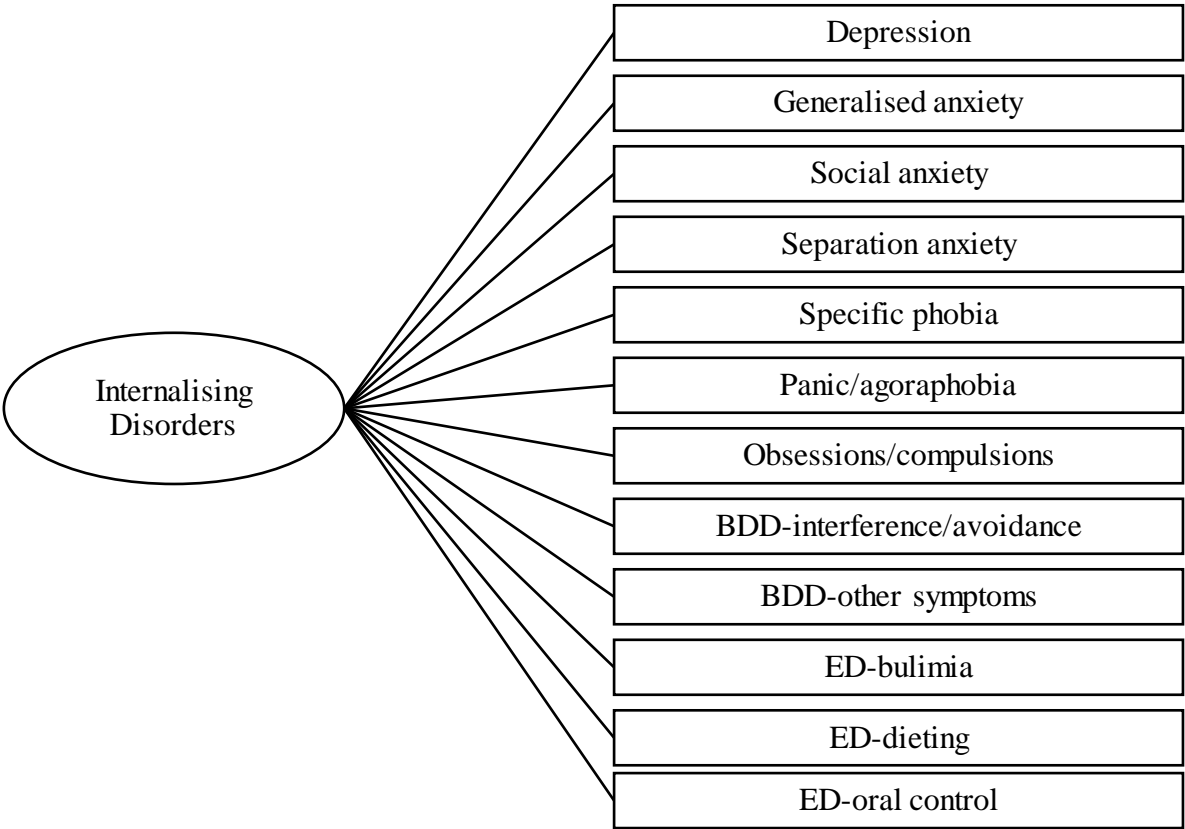 Depression
Generalised anxiety
Social anxiety
Separation anxiety
Specific phobia
Internalising
Disorders
Panic/agoraphobia
Obsessions/compulsions
BDD-interference/avoidance
BDD-other symptoms
ED-bulimia
ED-dieting
ED-oral control